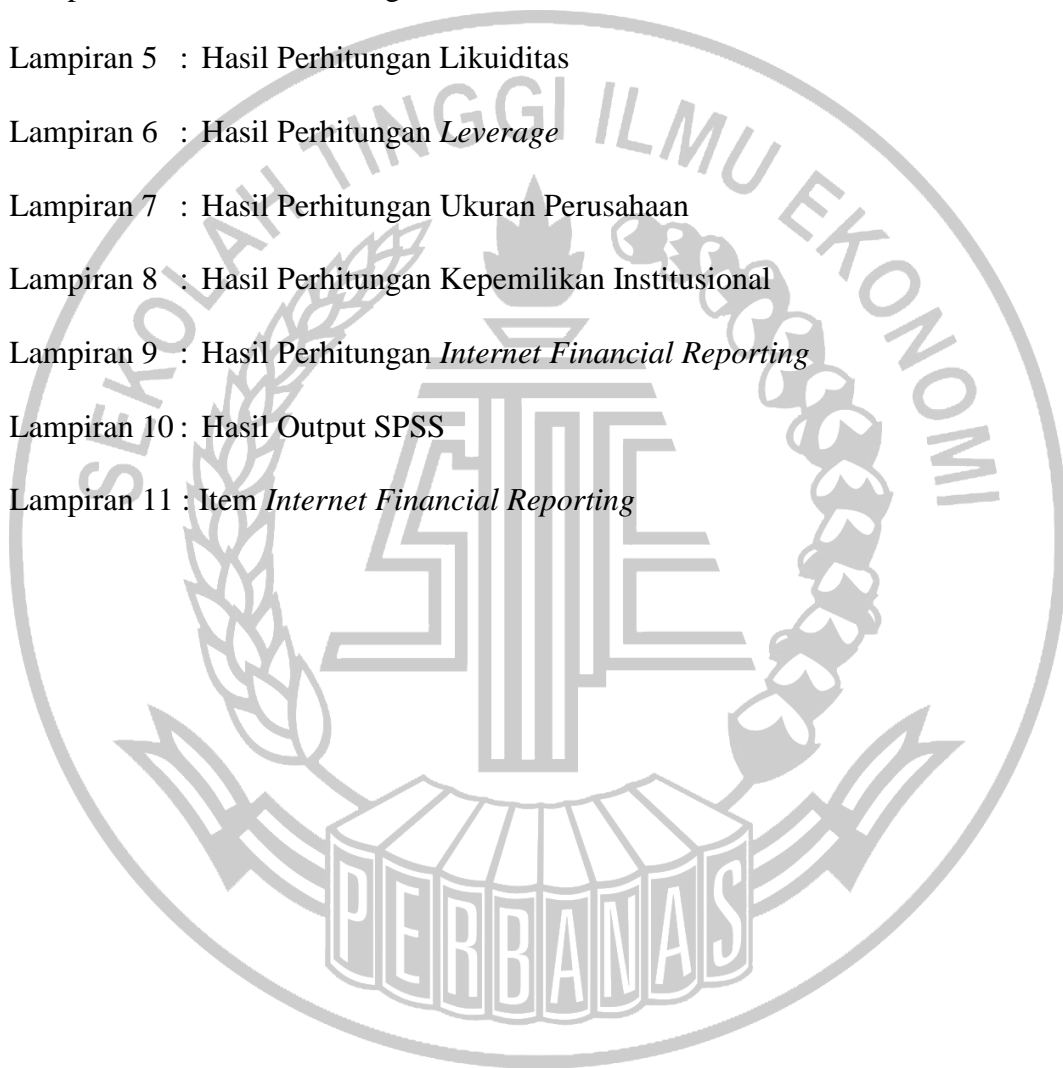 Lampiran 5 : Hasil Perhitungan Likuiditas
Lampiran 6 : Hasil Perhitungan Leverage
Lampiran 7 : Hasil Perhitungan Ukuran Perusahaan
Lampiran 8 : Hasil Perhitungan Kepemilikan Institusional
Lampiran 9 : Hasil Perhitungan Internet Financial Reporting
Lampiran 10 : Hasil Output SPSS
Lampiran 11 : Item Internet Financial Reporting
SEKOLAH TINGGI ILMU EKONOMI
STIE
PERBANAS